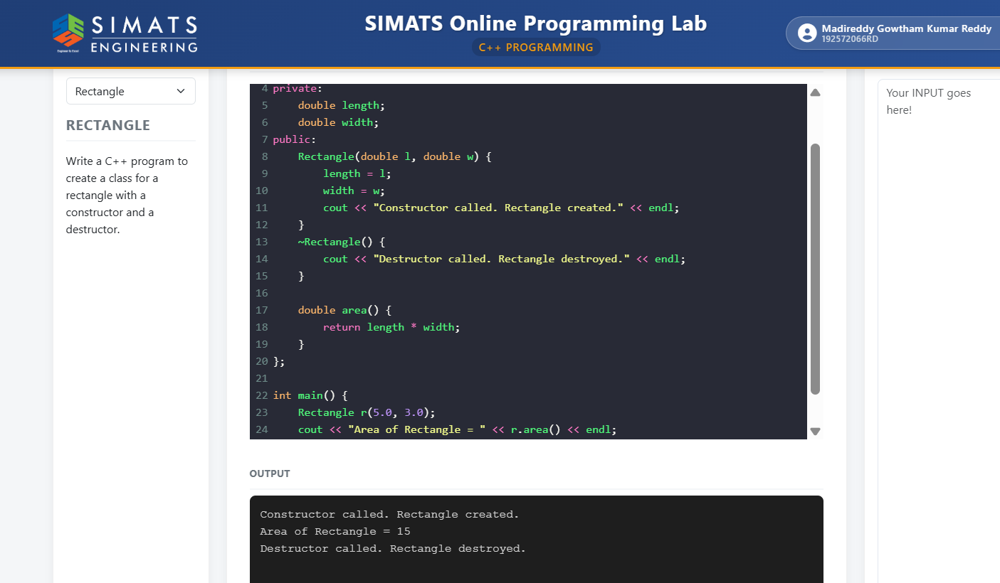 SIMATS
ENGINEERING
Engineer to Excel
SIMATS Online Programming Lab
C++ PROGRAMMING
Madireddy Gowtham Kumar Reddy
192572066RD
Rectangle
RECTANGLE
Write a C++ program to
create a class for a
rectangle with a
constructor and a
destructor.
4 private:
5     double length;
6     double width;
7 public:
8     Rectangle(double l, double w) {
9         length = l;
10         width = w;
11         cout << "Constructor called. Rectangle created." << endl;
12     }
13     ~Rectangle() {
14         cout << "Destructor called. Rectangle destroyed." << endl;
15     }
16
17     double area() {
18         return length * width;
19     }
20 };
21
22 int main() {
23     Rectangle r(5.0, 3.0);
24     cout << "Area of Rectangle = " << r.area() << endl;
OUTPUT
Constructor called. Rectangle created.
Area of Rectangle = 15
Destructor called. Rectangle destroyed.
Your INPUT goes
here!